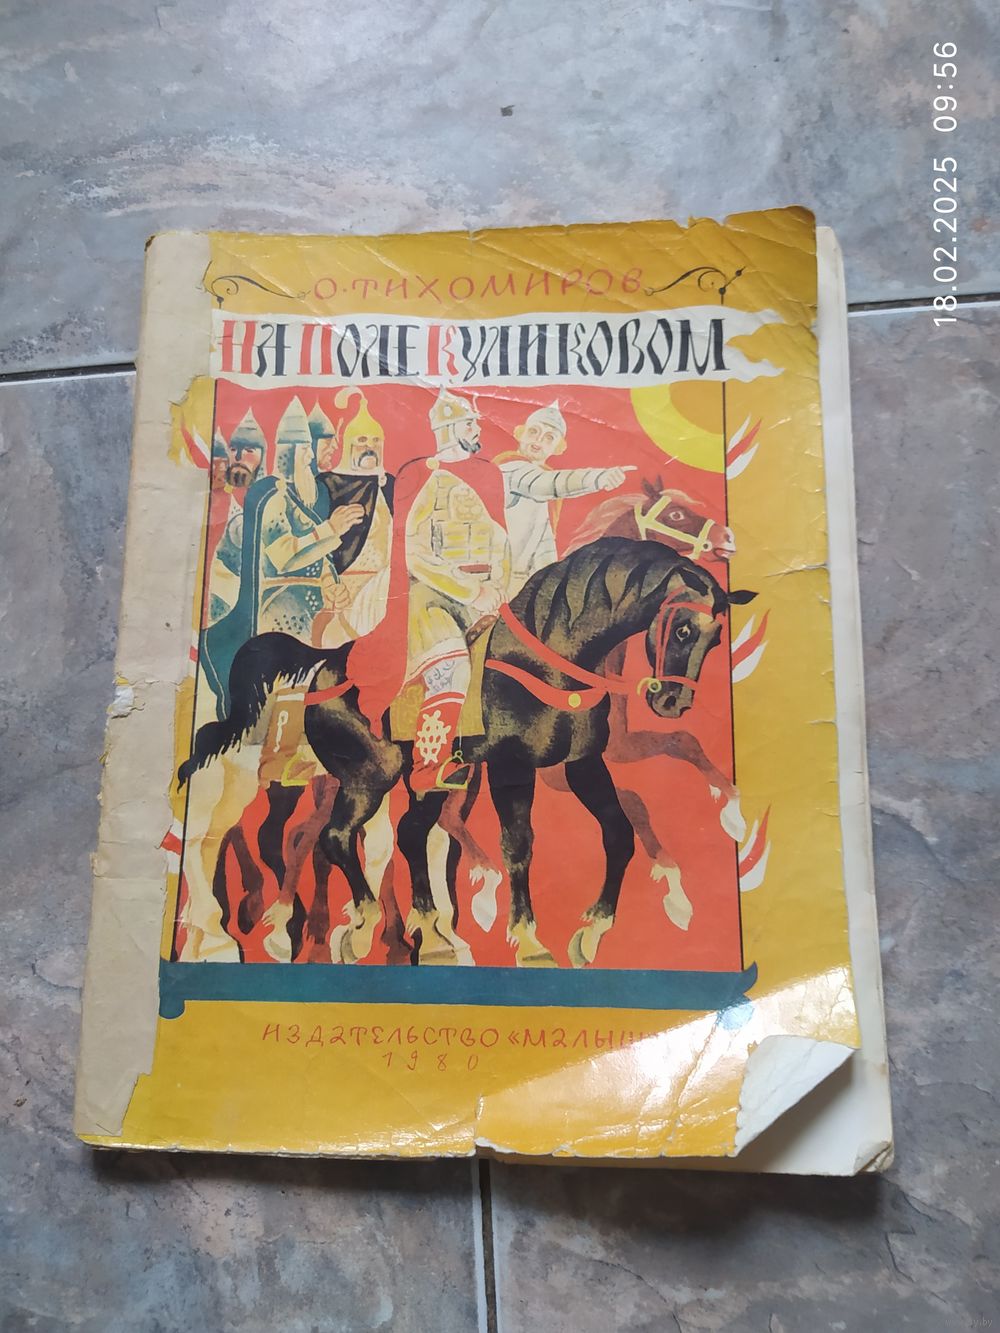 О. ТИХОМИРОВ
НА ПОЛЕ КУЛИКОВОМ
ИЗДАТЕЛЬСТВО «МАЛЫШ»
1980
18.02.2025 09:56